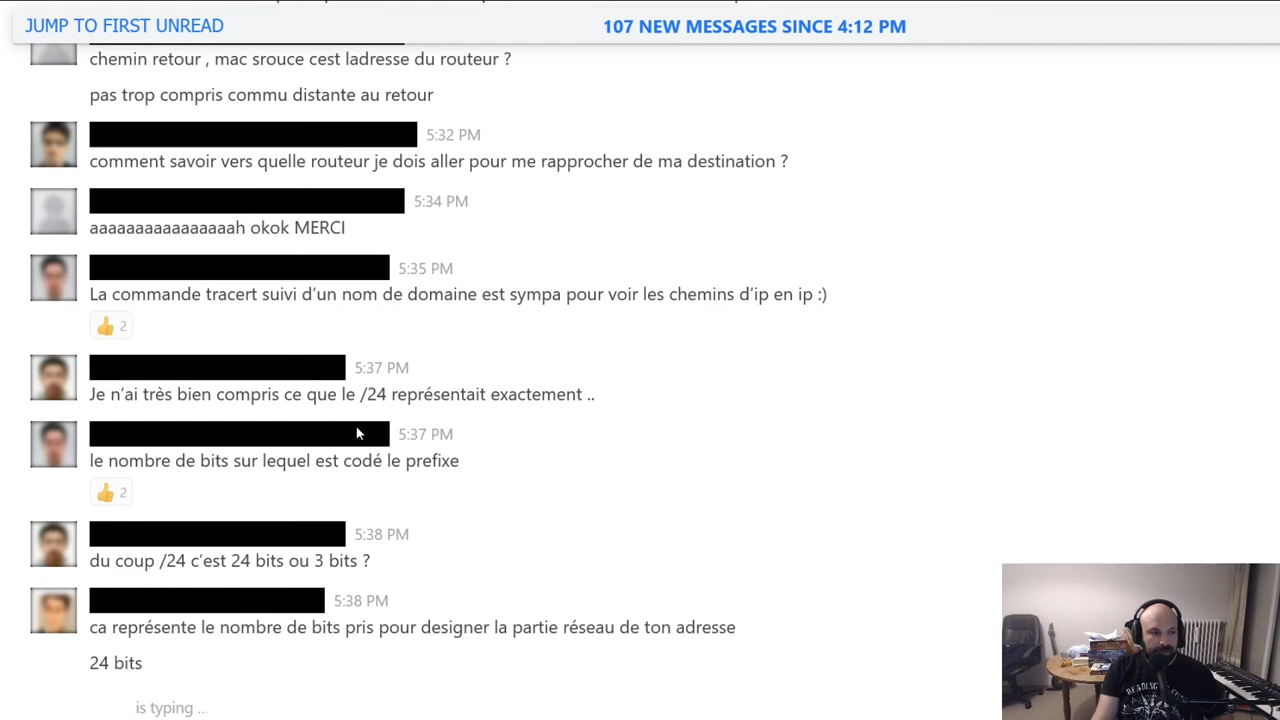 JUMP TO FIRST UNREAD
107 NEW MESSAGES SINCE 4:12 PM
chemin retour , mac srouce cest ladresse du routeur ?
pas trop compris commu distante au retour
5:32 PM
comment savoir vers quelle routeur je dois aller pour me rapprocher de ma destination ?
5:34 PM
aaaaaaaaaaaaaaaah okok MERCI
5:35 PM
La commande tracert suivi d’un nom de domaine est sympa pour voir les chemins d’ip en ip :)
👍 2
5:37 PM
Je n’ai très bien compris ce que le /24 représentait exactement ..
5:37 PM
le nombre de bits sur lequel est codé le prefixe
👍 2
5:38 PM
du coup /24 c’est 24 bits ou 3 bits ?
5:38 PM
ca représente le nombre de bits pris pour designer la partie réseau de ton adresse
24 bits
is typing ..